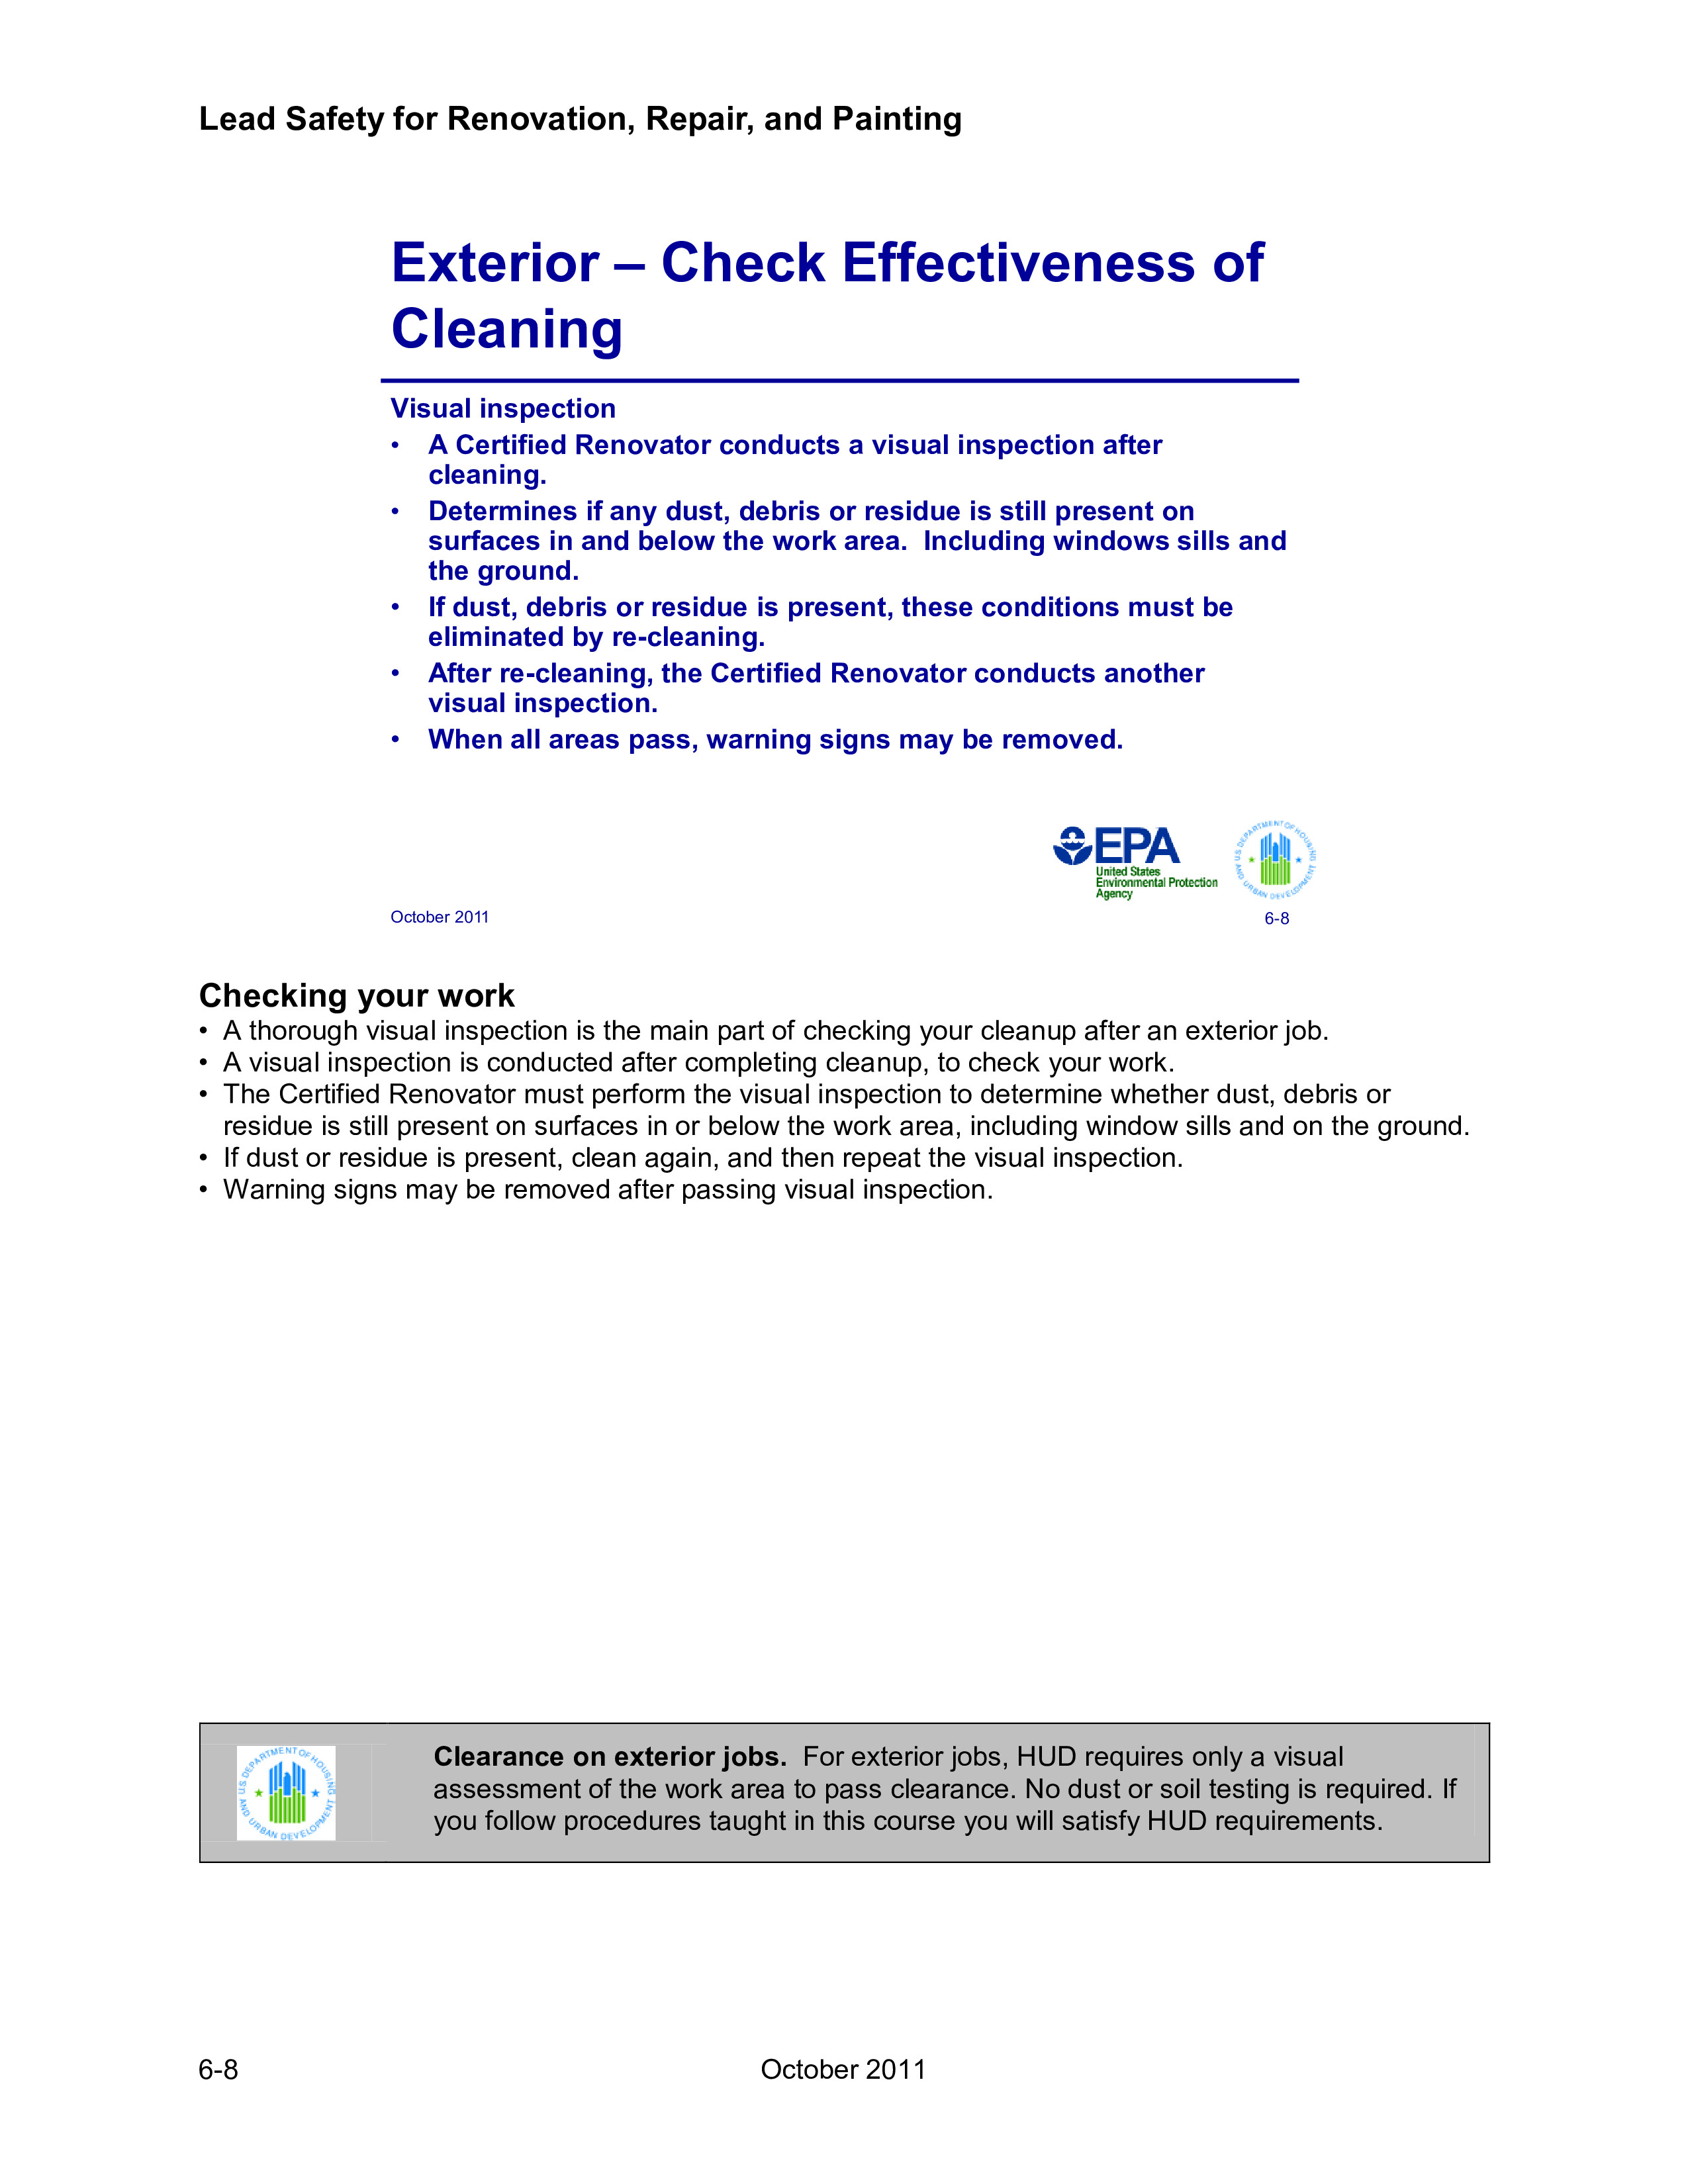 Lead Safety for Renovation, Repair, and Painting
Exterior – Check Effectiveness of
Cleaning
Visual inspection
• A Certified Renovator conducts a visual inspection after
cleaning.
• Determines if any dust, debris or residue is still present on
surfaces in and below the work area.  Including windows sills and
the ground.
• If dust, debris or residue is present, these conditions must be
eliminated by re-cleaning.
• After re-cleaning, the Certified Renovator conducts another
visual inspection.
• When all areas pass, warning signs may be removed.
EPA
United States
Environmental Protection
Agency
U.S. DEPARTMENT OF HOUSING AND URBAN DEVELOPMENT
October 2011
6-8
Checking your work
• A thorough visual inspection is the main part of checking your cleanup after an exterior job.
• A visual inspection is conducted after completing cleanup, to check your work.
• The Certified Renovator must perform the visual inspection to determine whether dust, debris or
residue is still present on surfaces in or below the work area, including window sills and on the ground.
• If dust or residue is present, clean again, and then repeat the visual inspection.
• Warning signs may be removed after passing visual inspection.
U.S. DEPARTMENT OF HOUSING AND URBAN DEVELOPMENT
Clearance on exterior jobs.  For exterior jobs, HUD requires only a visual
assessment of the work area to pass clearance. No dust or soil testing is required. If
you follow procedures taught in this course you will satisfy HUD requirements.
6-8
October 2011